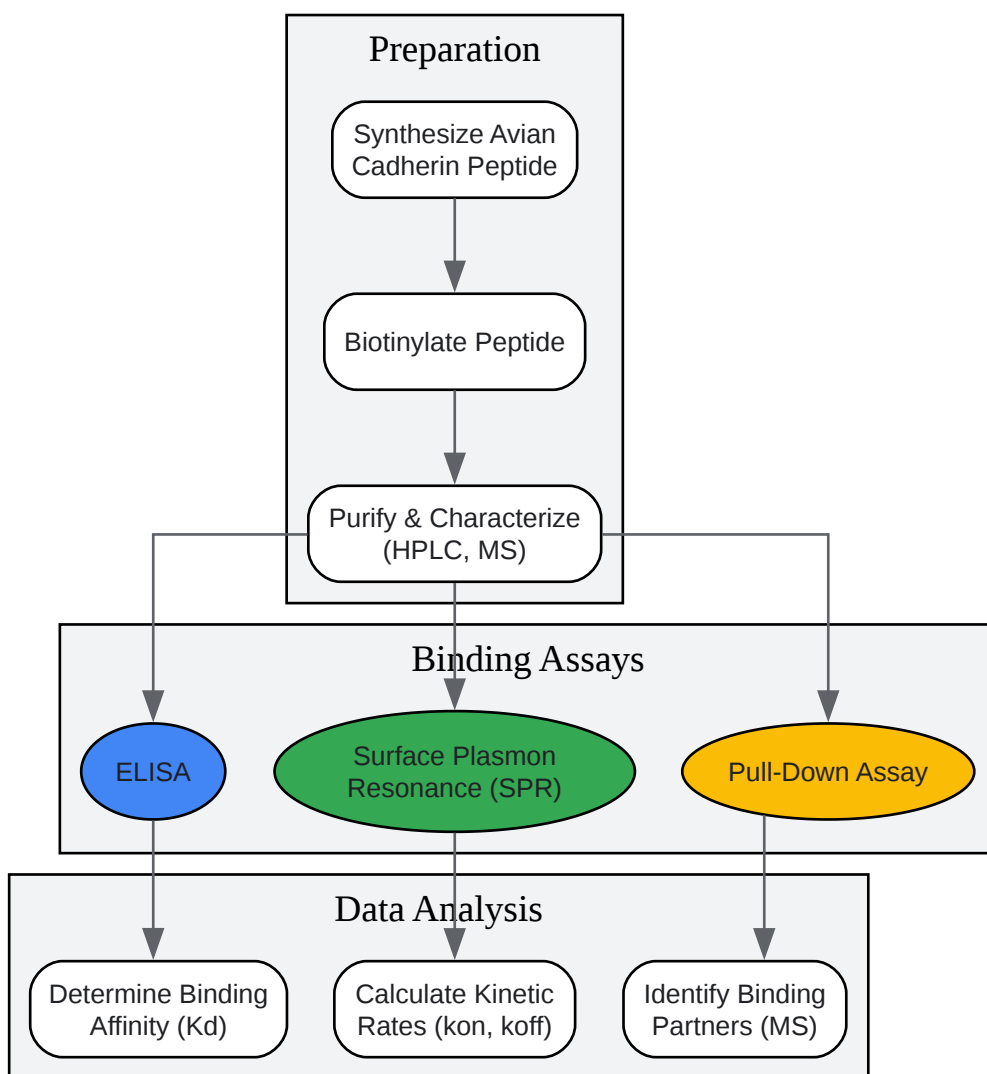 Preparation
Synthesize Avian
Cadherin Peptide
Biotinylate Peptide
Purify & Characterize
(HPLC, MS)
Binding Assays
ELISA
Surface Plasmon
Resonance (SPR)
Pull-Down Assay
Data Analysis
Determine Binding
Affinity (Kd)
Calculate Kinetic
Rates (kon, koff)
Identify Binding
Partners (MS)